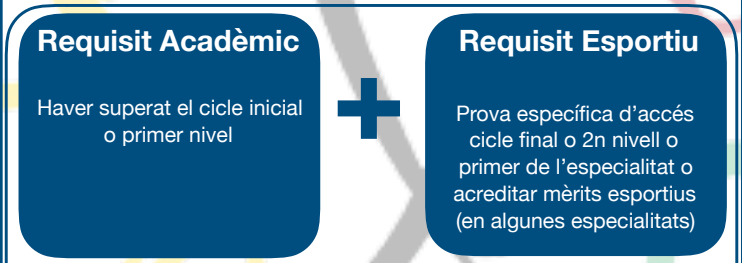 Requisit Acadèmic
Haver superat el cicle inicial
o primer nivel
+
Requisit Esportiu
Prova específica d'accés
cicle final o 2n nivell o
primer de l'especialitat o
acreditar mèrits esportius
(en algunes especialitats)